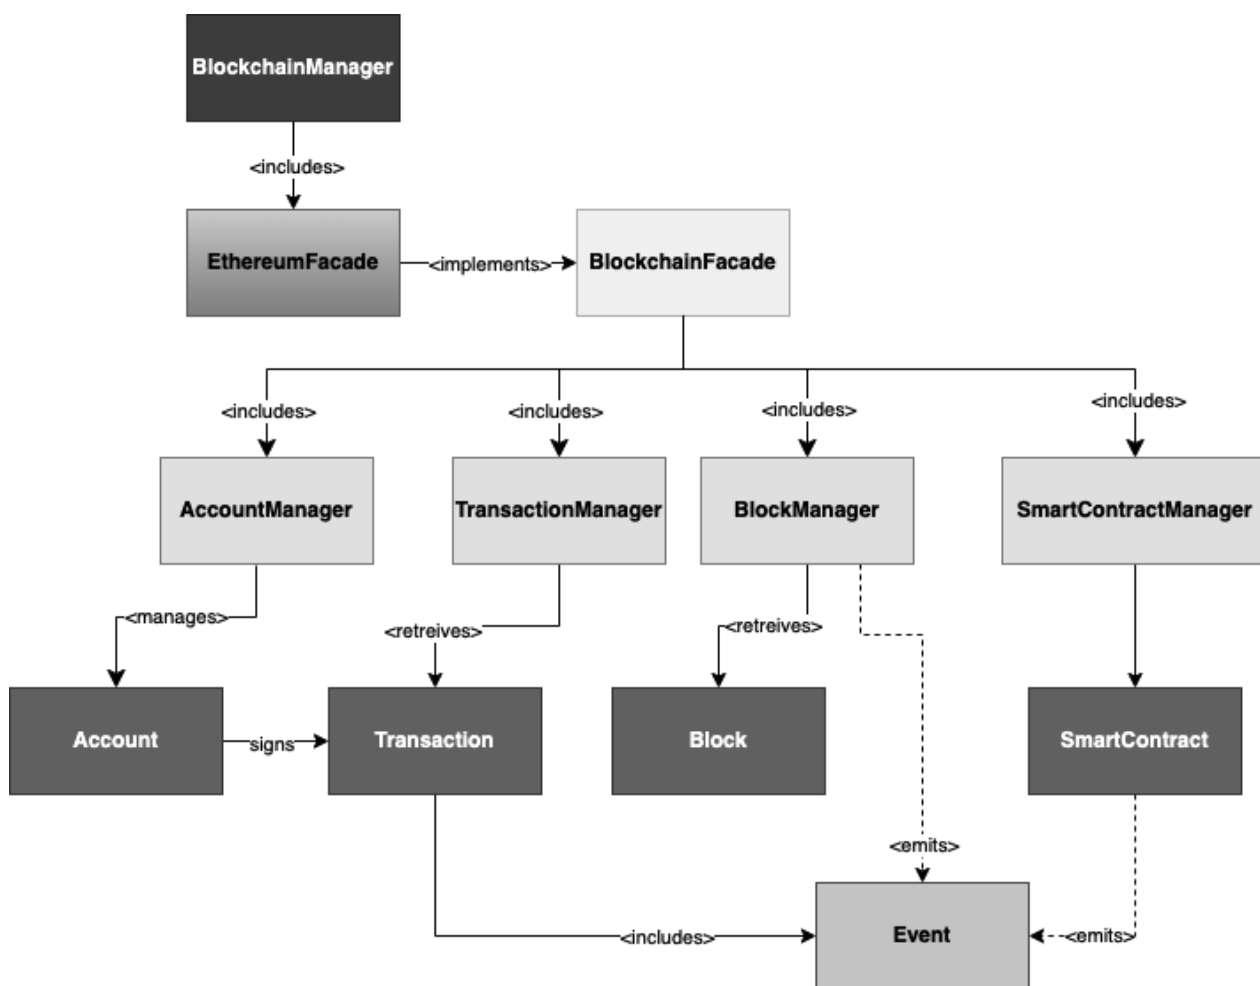 BlockchainManager
<includes>
EthereumFacade
<implements>
BlockchainFacade
<includes>
<includes>
<includes>
<includes>
AccountManager
TransactionManager
BlockManager
SmartContractManager
<manages>
<retreives>
<retreives>
Account
signs
Transaction
Block
SmartContract
<emits>
Event
<includes>
<emits>